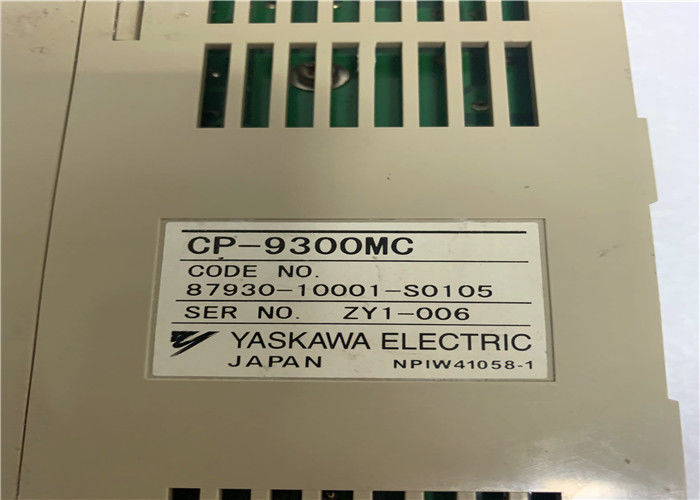 CP-9300MC
CODE NO.
87930-10001-S0105
SER NO. ZY1-006
YASKAWA ELECTRIC
JAPAN NPIW41058-1